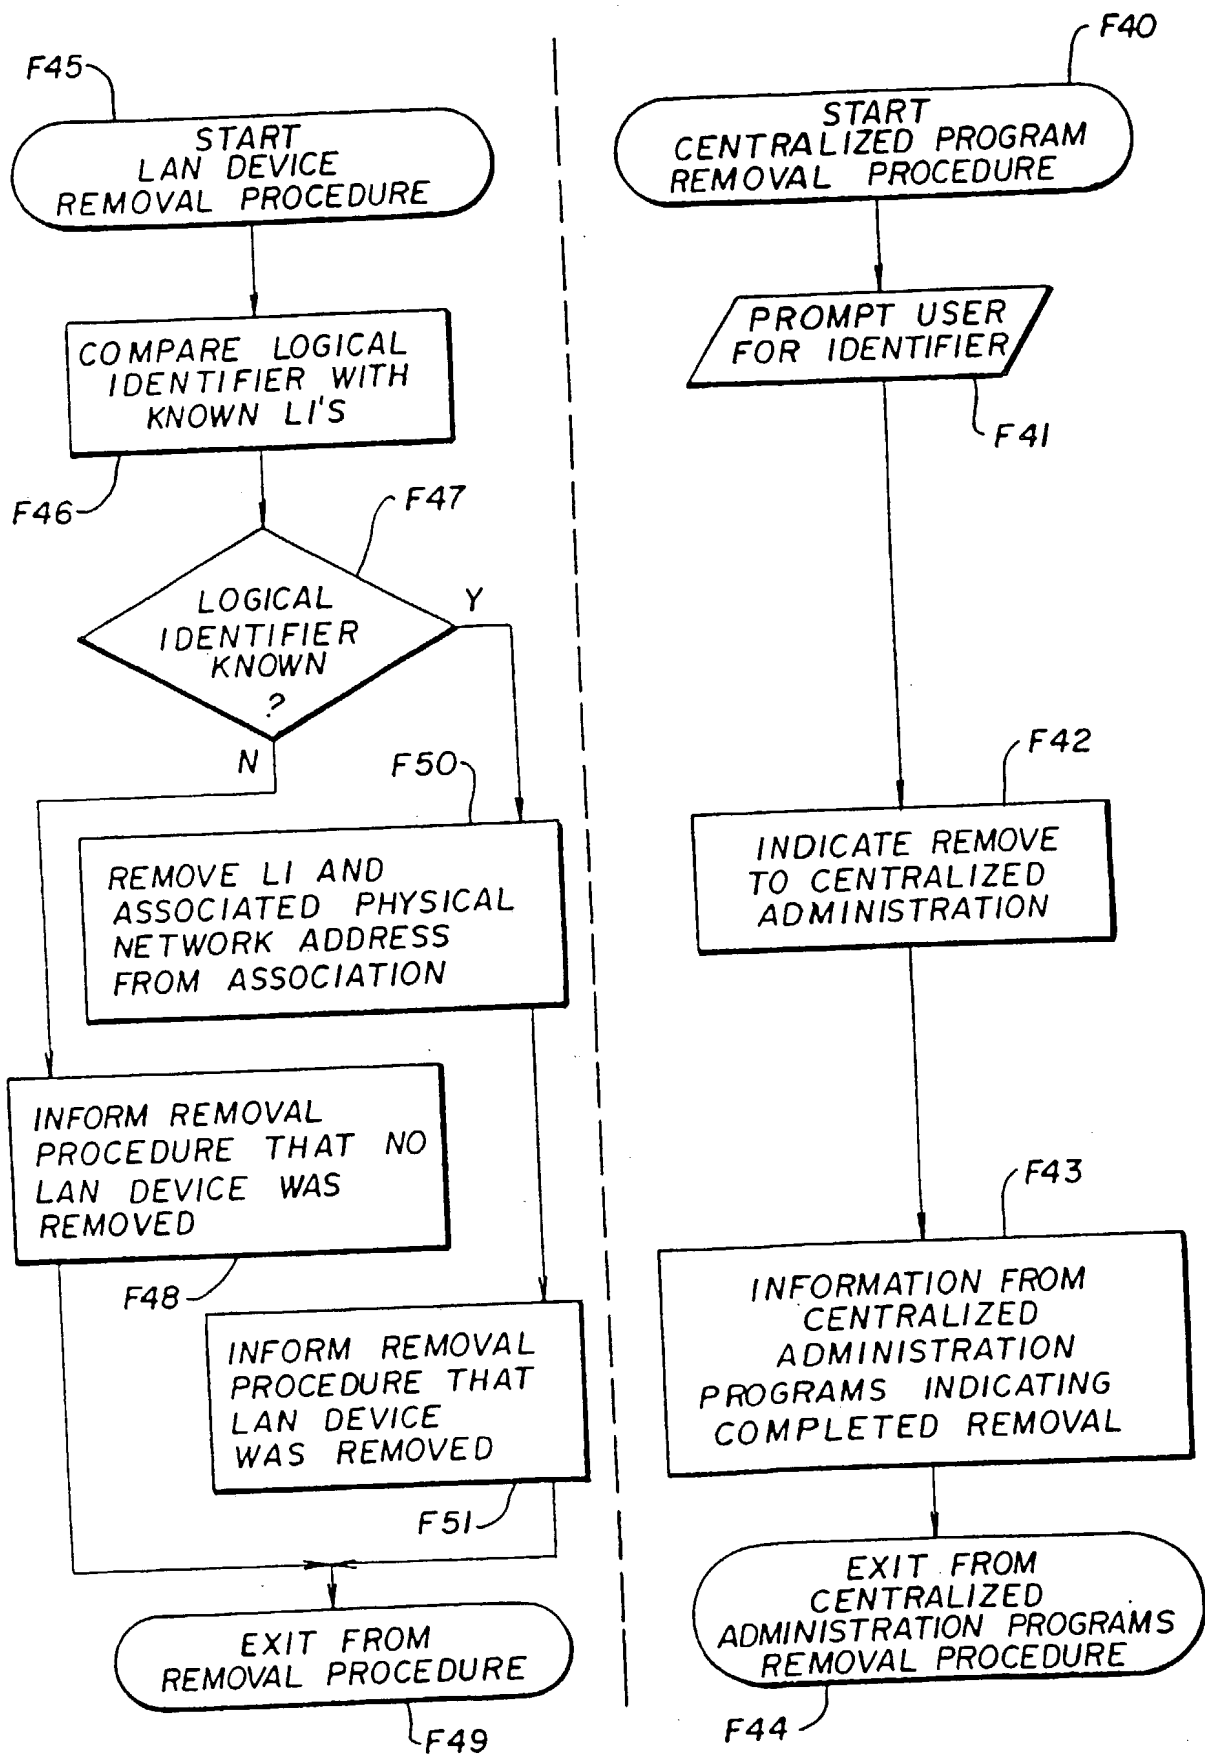 F45
START
LAN DEVICE
REMOVAL PROCEDURE
COMPARE LOGICAL
IDENTIFIER WITH
KNOWN LI'S
F46
F47
LOGICAL
IDENTIFIER
KNOWN
?
Y
N
F50
REMOVE LI AND
ASSOCIATED PHYSICAL
NETWORK ADDRESS
FROM ASSOCIATION
INFORM REMOVAL
PROCEDURE THAT NO
LAN DEVICE WAS
REMOVED
F48
INFORM REMOVAL
PROCEDURE THAT
LAN DEVICE
WAS REMOVED
F51
EXIT FROM
REMOVAL PROCEDURE
F49
F40
START
CENTRALIZED PROGRAM
REMOVAL PROCEDURE
PROMPT USER
FOR IDENTIFIER
F41
F42
INDICATE REMOVE
TO CENTRALIZED
ADMINISTRATION
F43
INFORMATION FROM
CENTRALIZED
ADMINISTRATION
PROGRAMS INDICATING
COMPLETED REMOVAL
EXIT FROM
CENTRALIZED
ADMINISTRATION PROGRAMS
REMOVAL PROCEDURE
F44